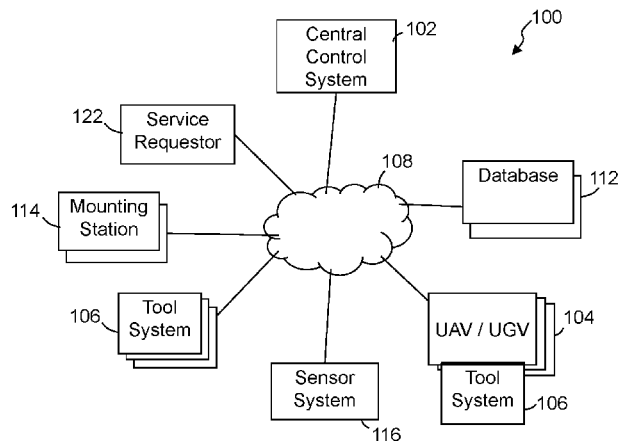 100
102
Central
Control
System
122
Service
Requestor
108
Database
112
114
Mounting
Station
106
Tool
System
UAV / UGV
104
Sensor
System
116
Tool
System
106